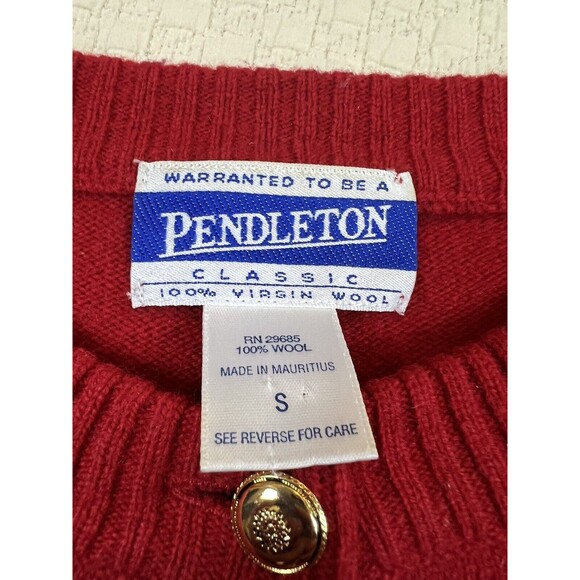 WARRANTED TO BE A
PENDLETON
CLASSIC
100% VIRGIN WOOL
RN 29685
100% WOOL
MADE IN MAURITIUS
S
SEE REVERSE FOR CARE